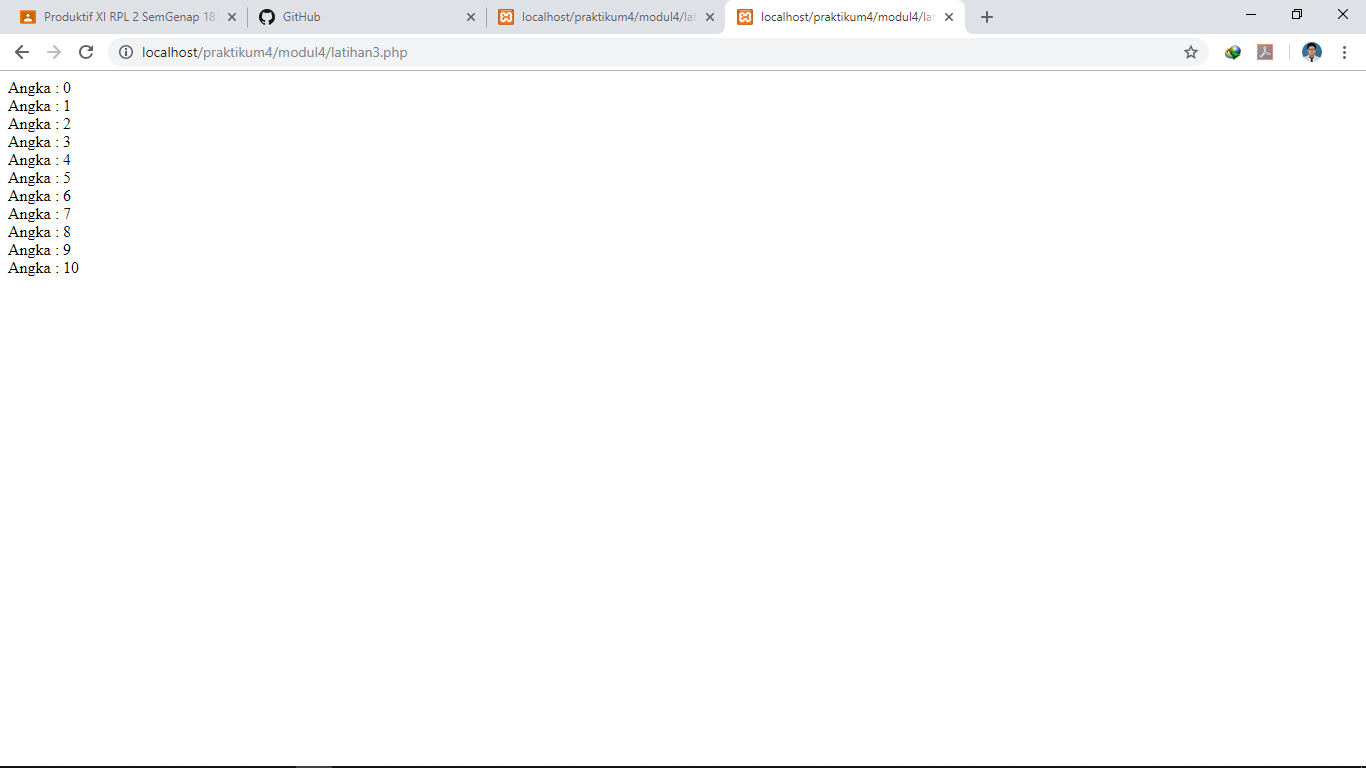 Produktif XI RPL 2 SemGenap 18
GitHub
localhost/praktikum4/modul4/lat
localhost/praktikum4/modul4/lat
localhost/praktikum4/modul4/latihan3.php
Angka : 0
Angka : 1
Angka : 2
Angka : 3
Angka : 4
Angka : 5
Angka : 6
Angka : 7
Angka : 8
Angka : 9
Angka : 10